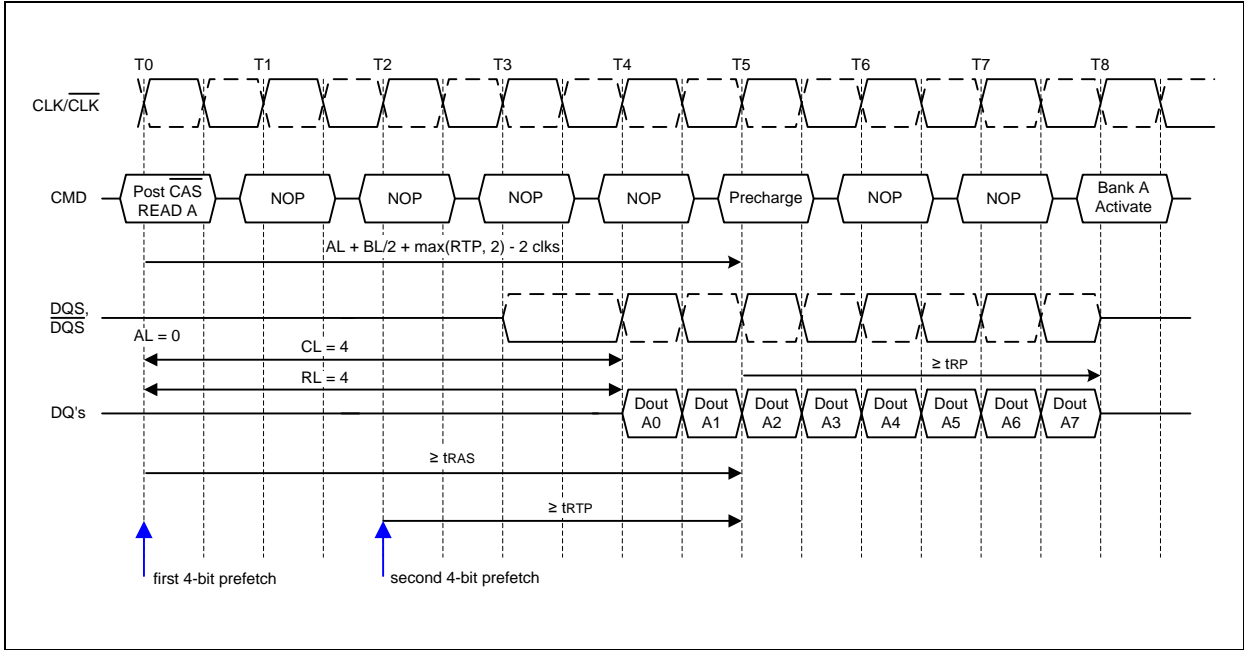 T0 T1 T2 T3 T4 T5 T6 T7 T8
CLK/CLK
CMD
Post CAS
READ A
NOP
NOP
NOP
NOP
Precharge
NOP
NOP
Bank A
Activate
AL + BL/2 + max(RTP, 2) - 2 clks
DQS,
DQS
AL = 0
CL = 4
≥ tRP
RL = 4
DQ's
Dout
A0
Dout
A1
Dout
A2
Dout
A3
Dout
A4
Dout
A5
Dout
A6
Dout
A7
≥ tRAS
≥ tRTP
first 4-bit prefetch
second 4-bit prefetch